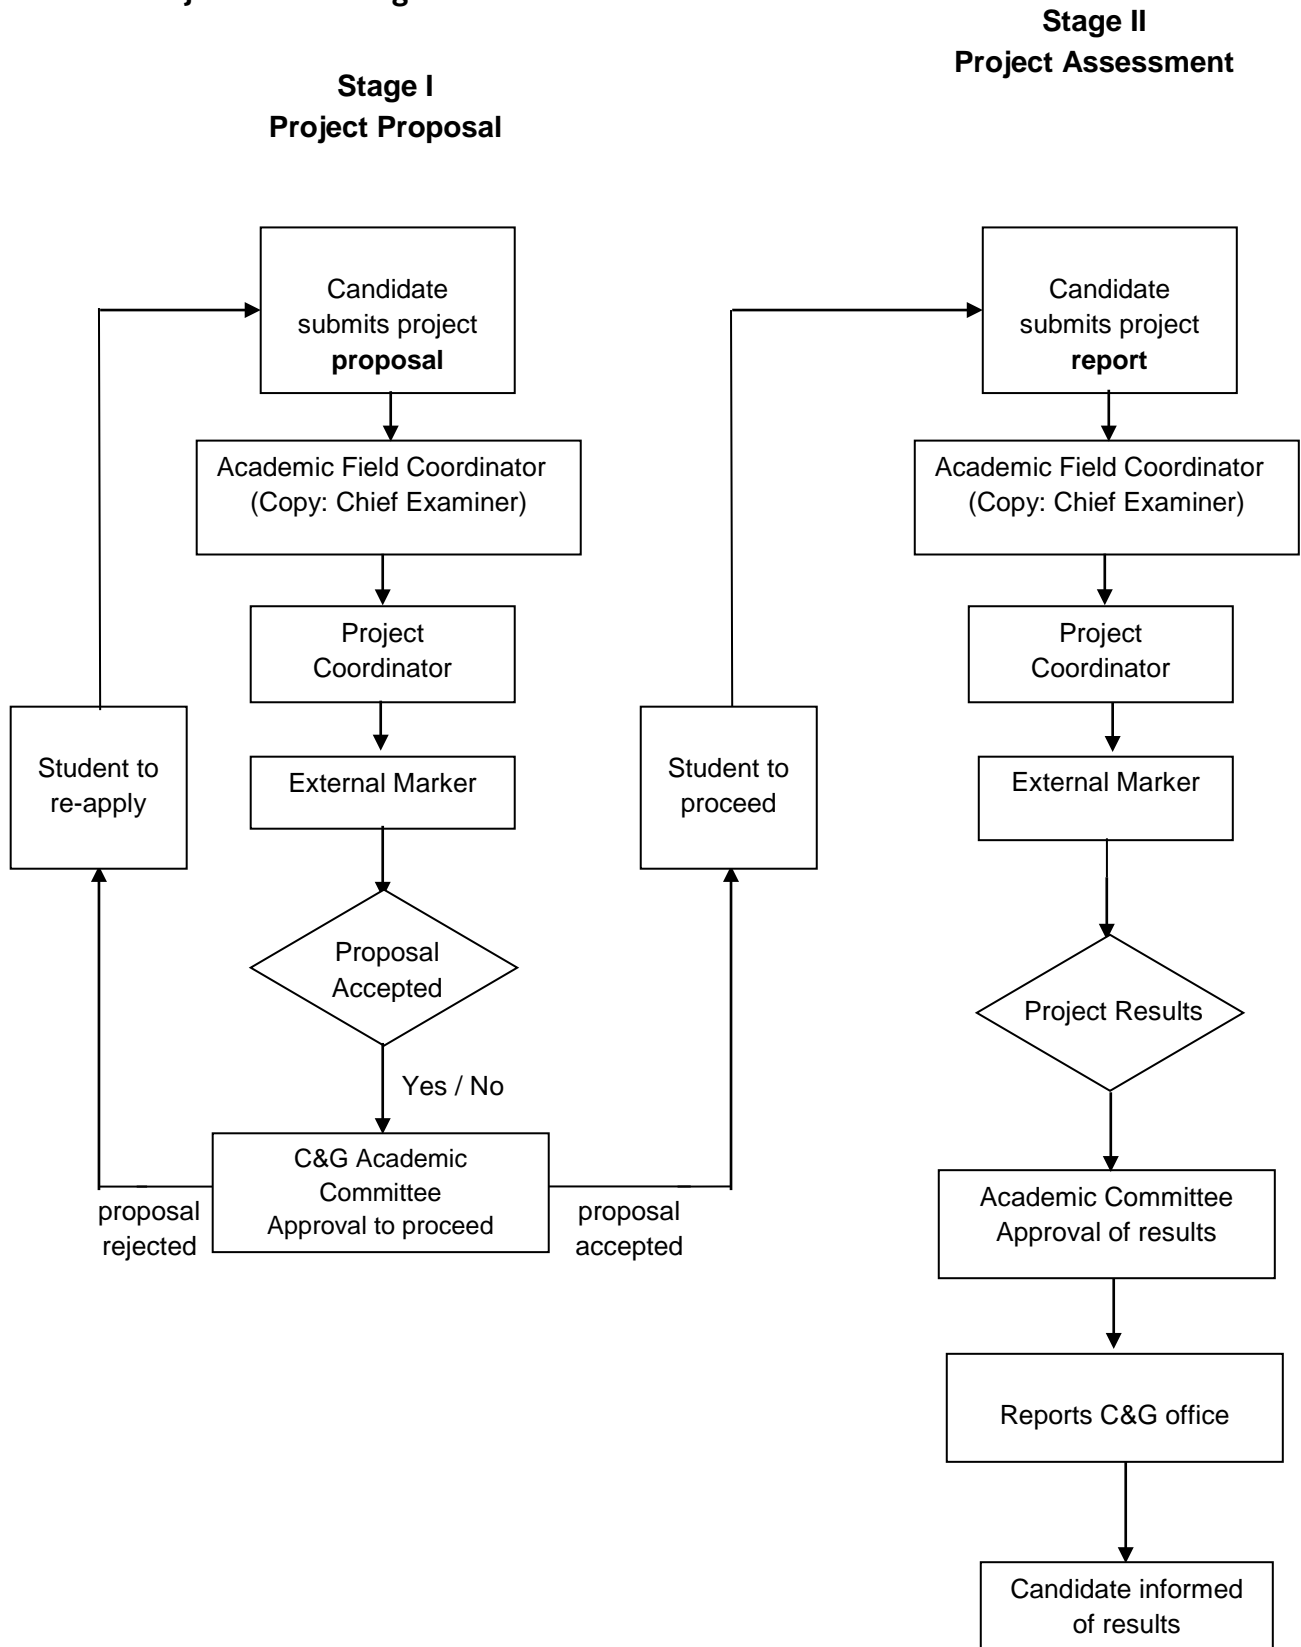 Stage I
Project Proposal
Candidate
submits project
proposal
Academic Field Coordinator
(Copy: Chief Examiner)
Project
Coordinator
External Marker
Proposal
Accepted
Yes / No
C&G Academic
Committee
Approval to proceed
proposal
rejected
proposal
accepted
Student to
re-apply
Student to
proceed
Stage II
Project Assessment
Candidate
submits project
report
Academic Field Coordinator
(Copy: Chief Examiner)
Project
Coordinator
External Marker
Project Results
Academic Committee
Approval of results
Reports C&G office
Candidate informed
of results